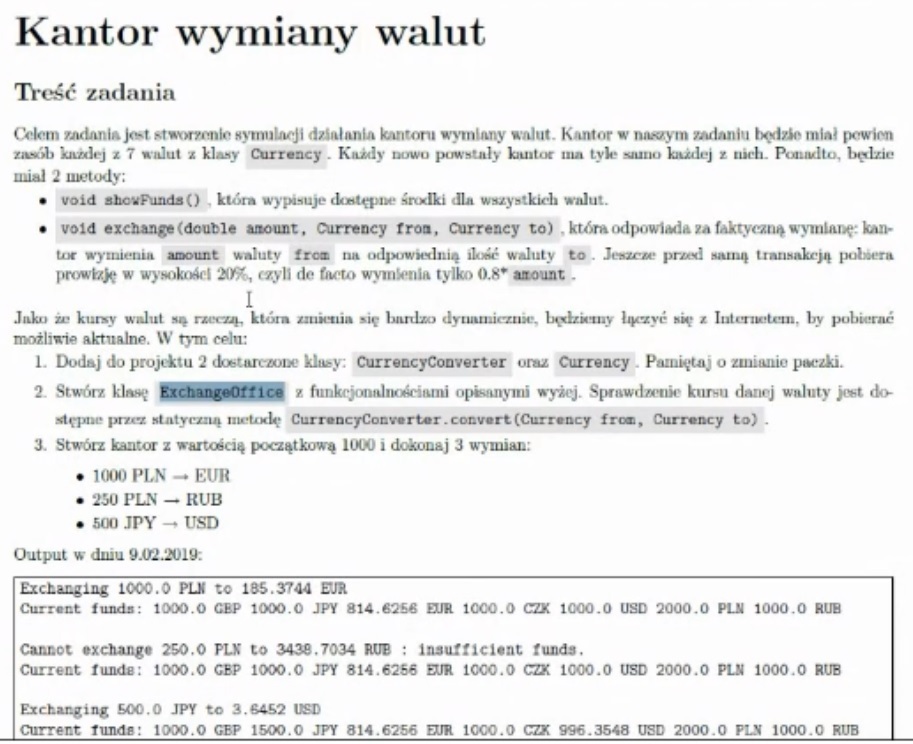 Kantor wymiany walut
Treść zadania
Celem zadania jest stworzenie symulacji działania kantoru wymiany walut. Kantor w naszym zadaniu będzie miał pewien
zasób każdej z 7 walut z klasy Currency. Każdy nowo powstały kantor ma tyle samo każdej z nich. Ponadto, będzie
miał 2 metody:
• void showFunds(), która wypisuje dostępne środki dla wszystkich walut.
• void exchange(double amount, Currency from, Currency to), która odpowiada za faktyczną wymianę: kan-
tor wymienia amount waluty from na odpowiednią ilość waluty to. Jeszcze przed samą transakcją pobiera
prowizję w wysokości 20%, czyli de facto wymienia tylko 0.8* amount.
Jako że kursy walut są rzeczą, która zmienia się bardzo dynamicznie, będziemy łączyć się z Internetem, by pobierać
możliwie aktualne. W tym celu:
1. Dodaj do projektu 2 dostarczone klasy: CurrencyConverter oraz Currency. Pamiętaj o zmianie paczki.
2. Stwórz klasę ExchangeOffice z funkcjonalnościami opisanymi wyżej. Sprawdzenie kursu danej waluty jest do-
stępne przez statyczną metodę CurrencyConverter.convert(Currency from, Currency to).
3. Stwórz kantor z wartością początkową 1000 i dokonaj 3 wymian:
• 1000 PLN → EUR
• 250 PLN → RUB
• 500 JPY → USD
Output w dniu 9.02.2019:
Exchanging 1000.0 PLN to 185.3744 EUR
Current funds: 1000.0 GBP 1000.0 JPY 814.6256 EUR 1000.0 CZK 1000.0 USD 2000.0 PLN 1000.0 RUB
Cannot exchange 250.0 PLN to 3438.7034 RUB : insufficient funds.
Current funds: 1000.0 GBP 1000.0 JPY 814.6256 EUR 1000.0 CZK 1000.0 USD 2000.0 PLN 1000.0 RUB
Exchanging 500.0 JPY to 3.6452 USD
Current funds: 1000.0 GBP 1500.0 JPY 814.6256 EUR 1000.0 CZK 996.3548 USD 2000.0 PLN 1000.0 RUB